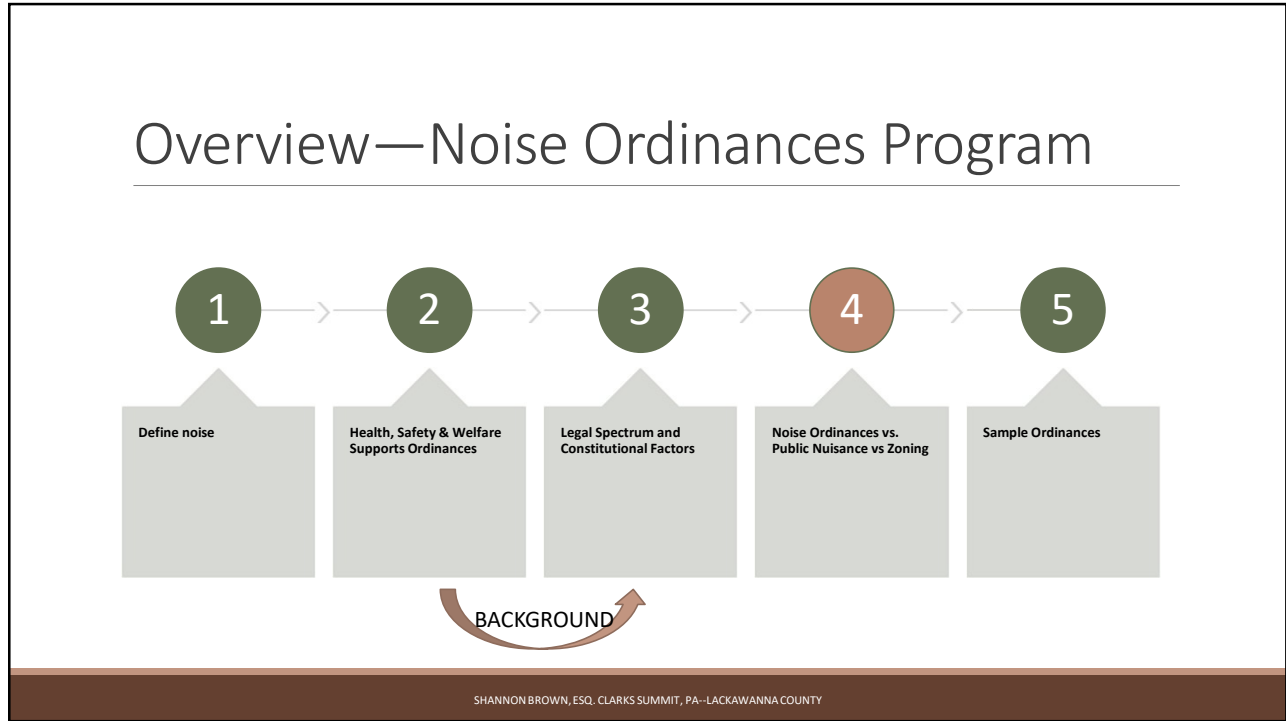 Overview—Noise Ordinances Program
1
2
3
4
5
Define noise
Health, Safety & Welfare
Supports Ordinances
Legal Spectrum and
Constitutional Factors
Noise Ordinances vs.
Public Nuisance vs Zoning
Sample Ordinances
BACKGROUND
SHANNON BROWN, ESQ. CLARKS SUMMIT, PA--LACKAWANNA COUNTY